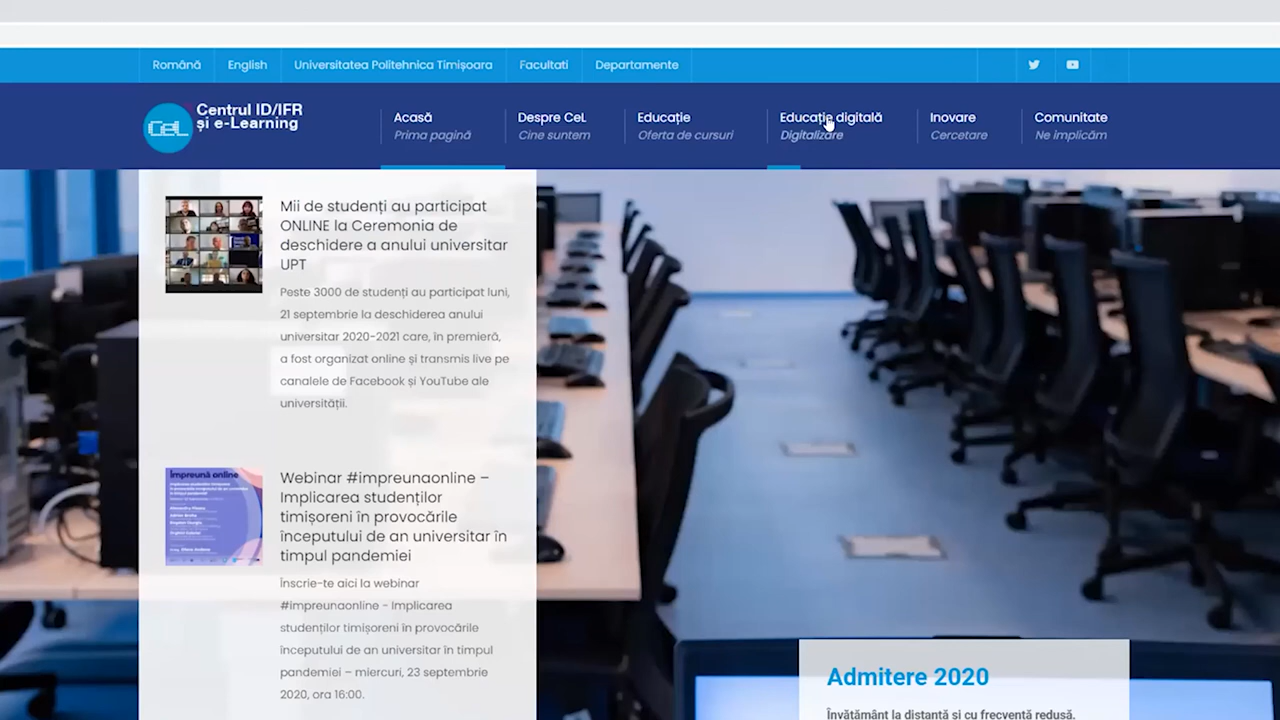 Română English Universitatea Politehnica Timișoara Facultati Departamente
CeL
Centrul ID/IFR
și e-Learning
Acasă
Prima pagină
Despre CeL
Cine suntem
Educație
Oferta de cursuri
Educație digitală
Digitalizare
Inovare
Cercetare
Comunitate
Ne implicăm
Mii de studenți au participat
ONLINE la Ceremonia de
deschidere a anului universitar
UPT
Peste 3000 de studenți au participat luni,
21 septembrie la deschiderea anului
universitar 2020-2021 care, în premieră,
a fost organizat online și transmis live pe
canalele de Facebook și YouTube ale
universității.
Împreună online
Webinar #impreunaonline –
Implicarea studenților
timișoreni în provocările
începutului de an universitar în
timpul pandemiei
Înscrie-te aici la webinar
#impreunaonline - Implicarea
studenților timișoreni în provocările
începutului de an universitar în timpul
pandemiei – miercuri, 23 septembrie
2020, ora 16:00.
Admitere 2020
Învățământ la distanță și cu frecvență redusă.